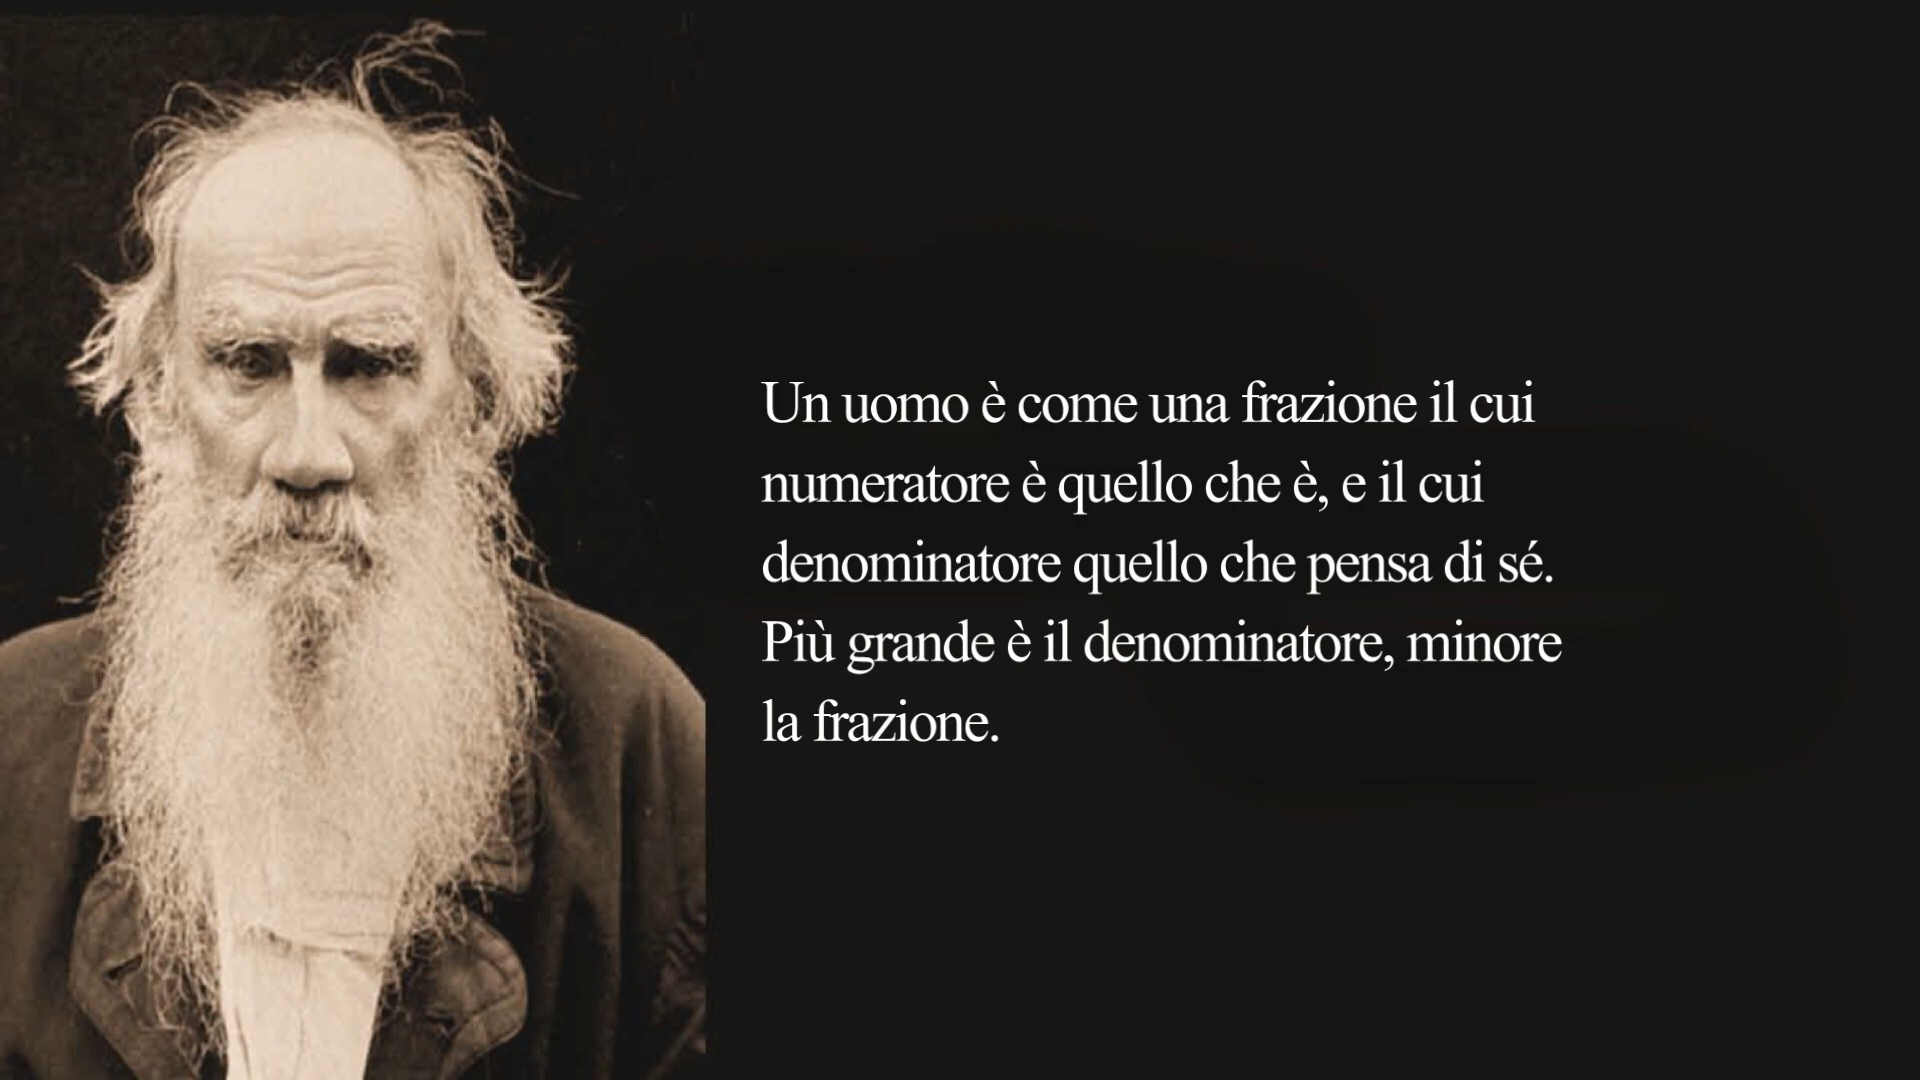 Un uomo è come una frazione il cui
numeratore è quello che è, e il cui
denominatore quello che pensa di sé.
Più grande è il denominatore, minore
la frazione.